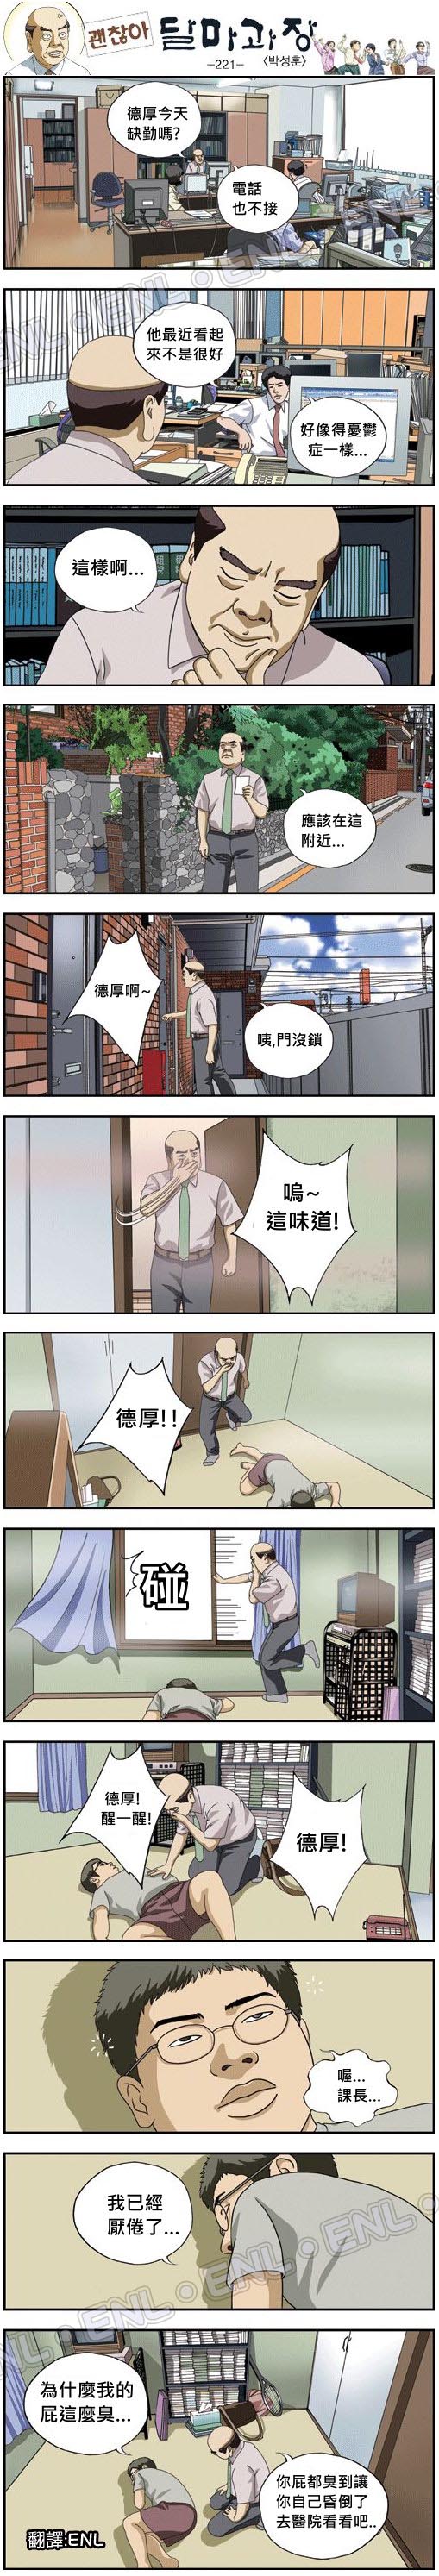 괜찮아
달마과장
-221-
<박성훈>
德厚今天
缺勤嗎?
電話
也不接
他最近看起
來不是很好
好像得憂鬱
症一樣...
這樣啊...
應該在這
附近...
德厚啊~
咦,門沒鎖
嗚~
這味道!
德厚!!
碰
德厚!
醒一醒!
德厚!
喔...
課長...
我已經
厭倦了...
為什麼我的
屁這麼臭...
你屁都臭到讓
你自己昏倒了
去醫院看看吧..
翻譯:ENL